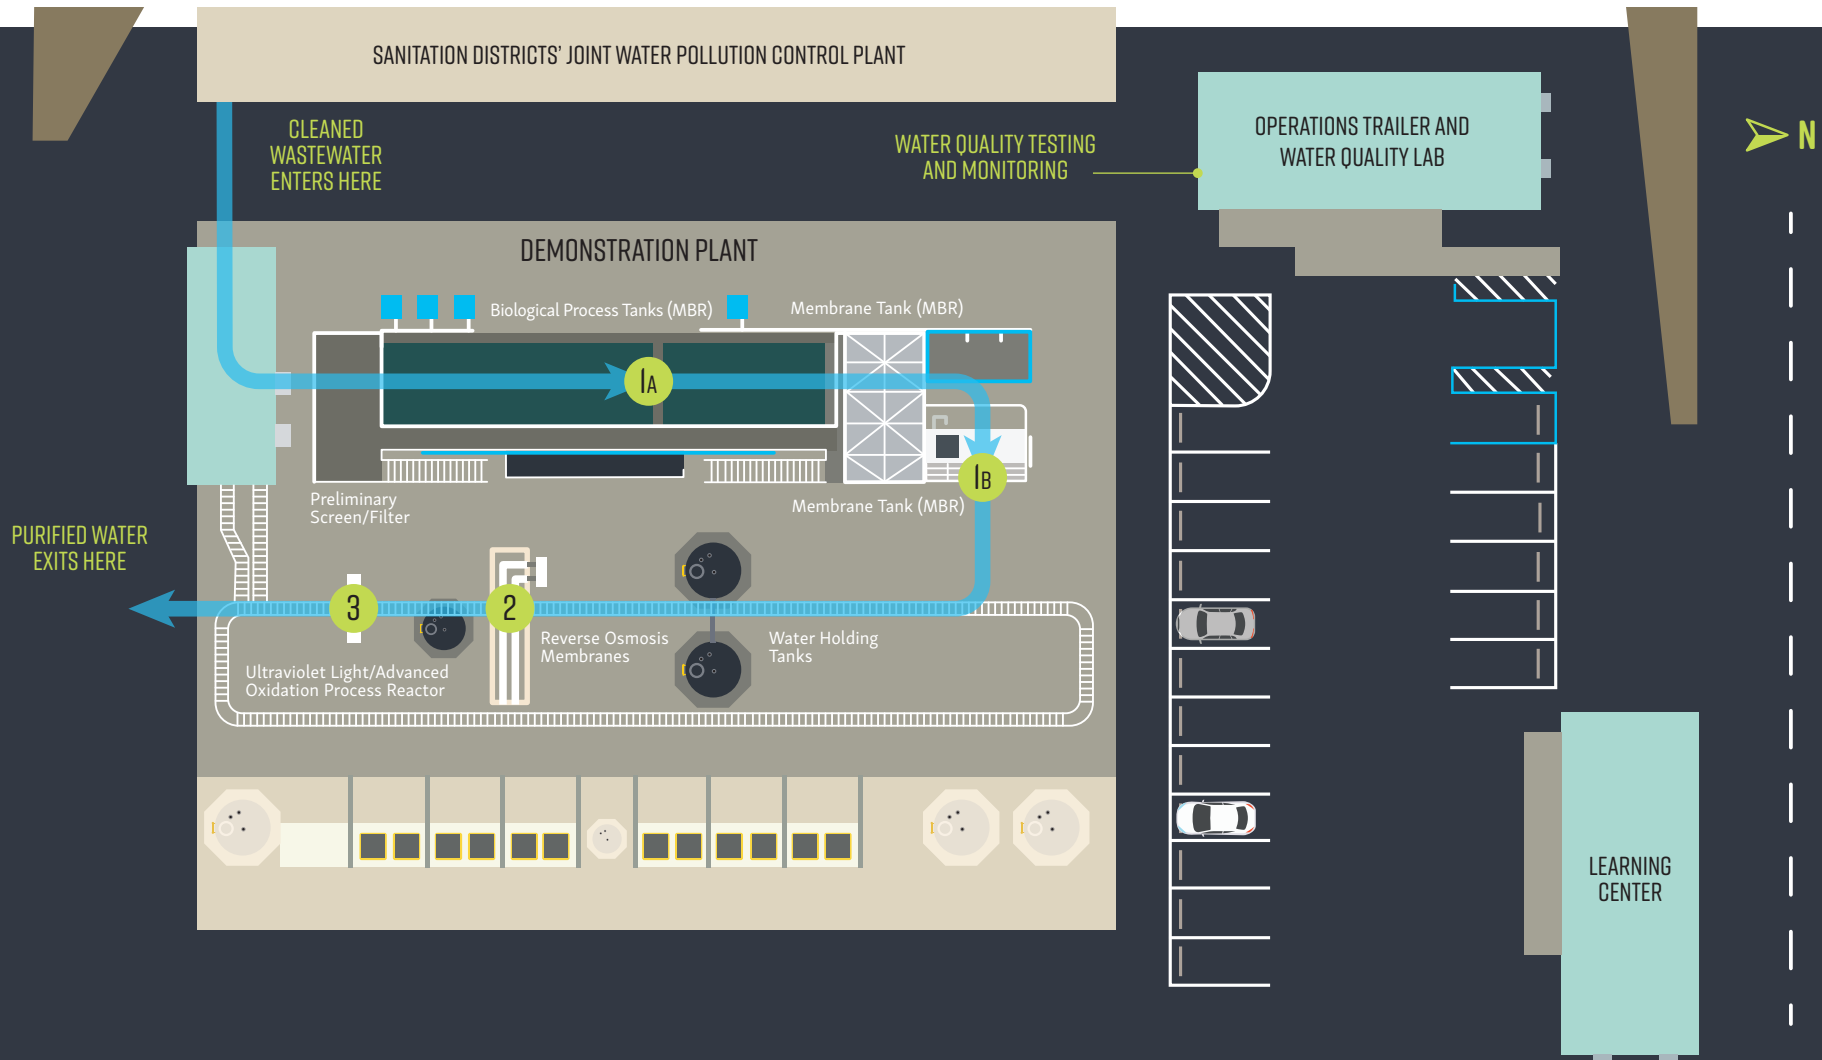 SANITATION DISTRICTS' JOINT WATER POLLUTION CONTROL PLANT
CLEANED
WASTEWATER
ENTERS HERE
WATER QUALITY TESTING
AND MONITORING
OPERATIONS TRAILER AND
WATER QUALITY LAB
N
DEMONSTRATION PLANT
Biological Process Tanks (MBR)
Membrane Tank (MBR)
1A
1B
Preliminary
Screen/Filter
Membrane Tank (MBR)
PURIFIED WATER
EXITS HERE
3
2
Reverse Osmosis
Membranes
Water Holding
Tanks
Ultraviolet Light/Advanced
Oxidation Process Reactor
LEARNING
CENTER